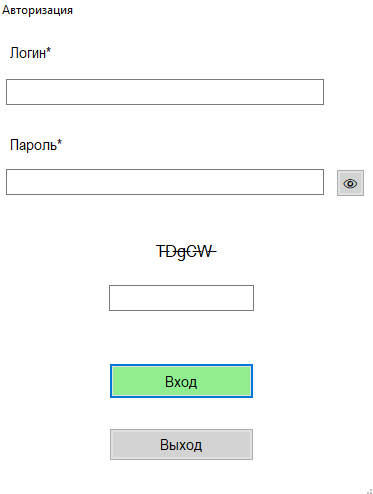 Авторизация
Логин*
Пароль*
TDgCW
Вход
Выход